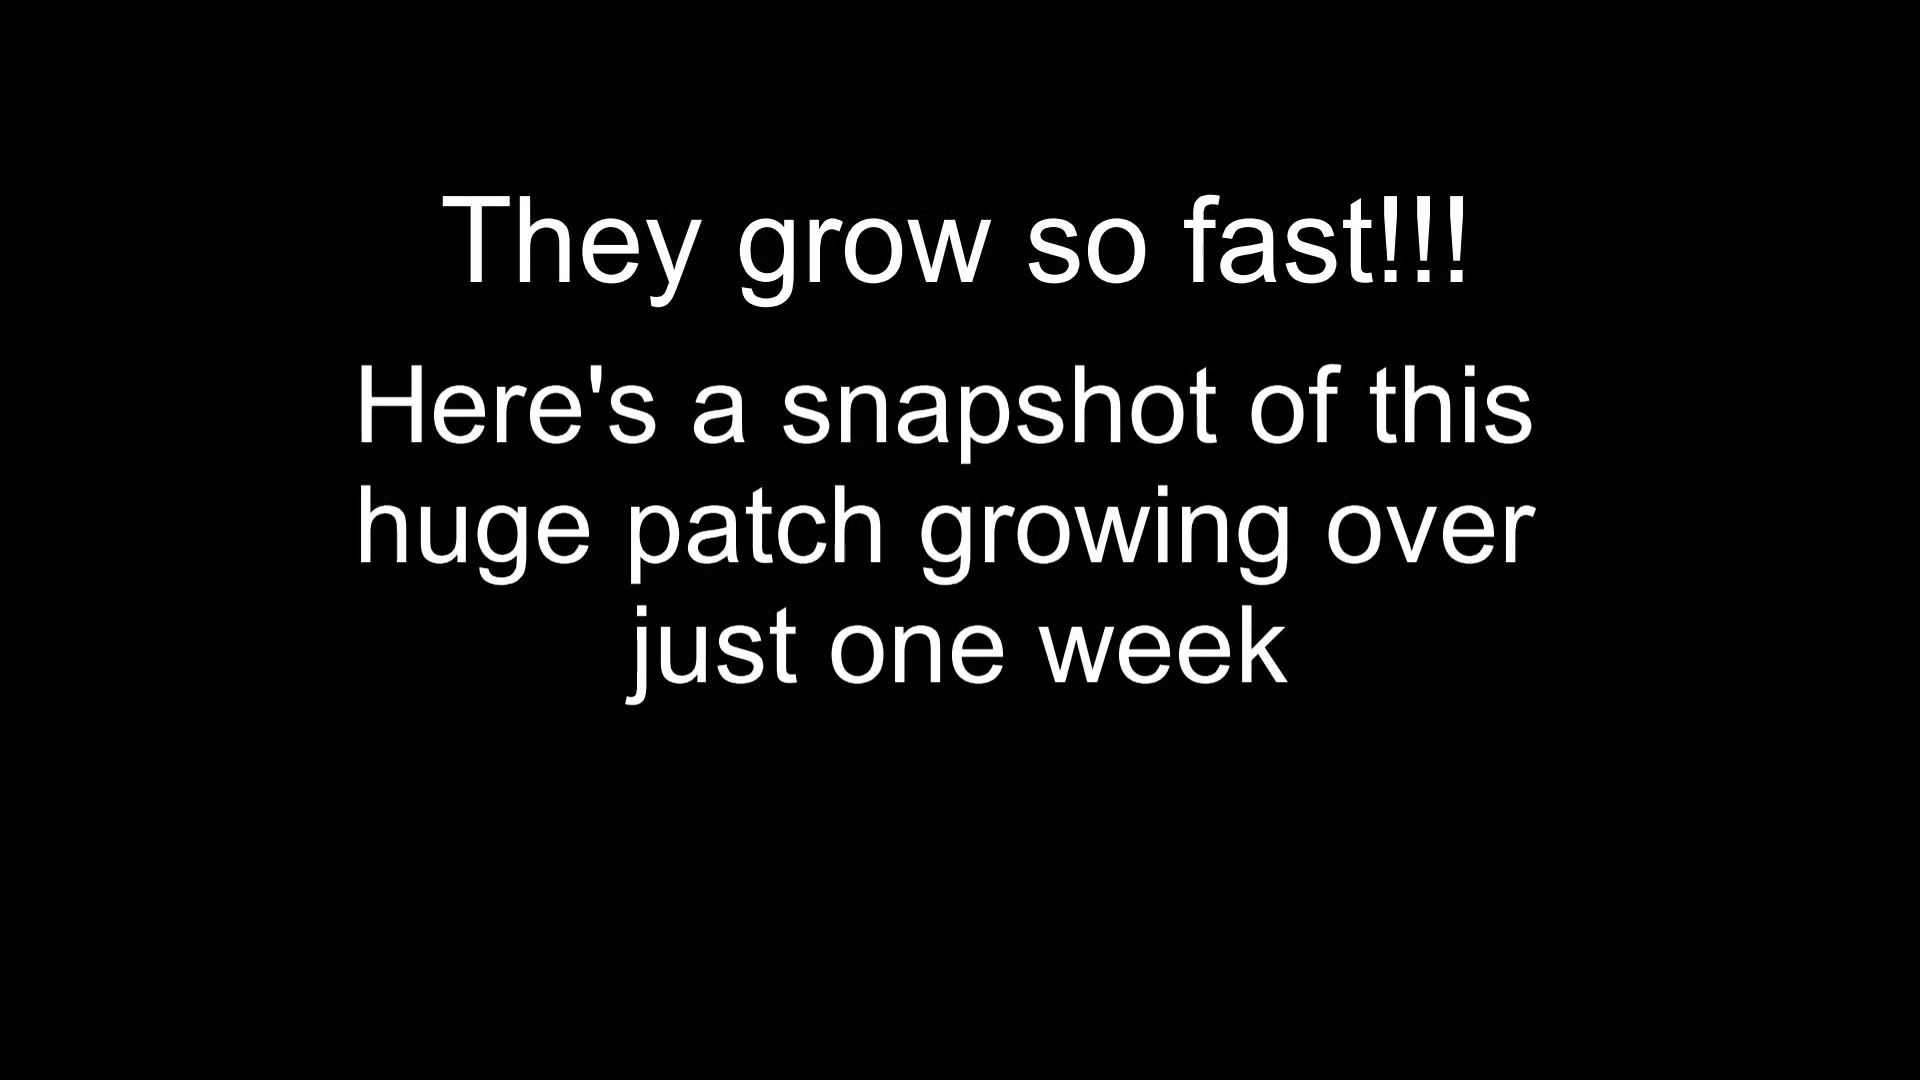 They grow so fast!!!
Here's a snapshot of this
huge patch growing over
just one week